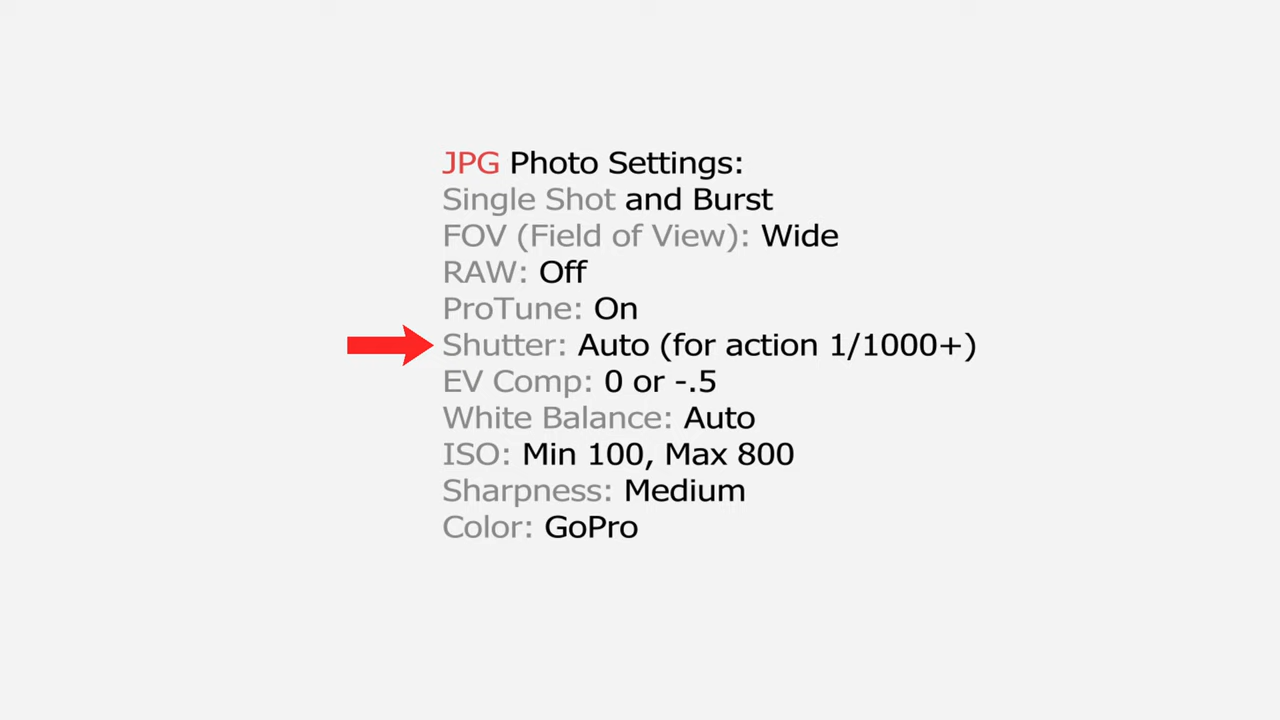 JPG Photo Settings:
Single Shot and Burst
FOV (Field of View): Wide
RAW: Off
ProTune: On
Shutter: Auto (for action 1/1000+)
EV Comp: 0 or -.5
White Balance: Auto
ISO: Min 100, Max 800
Sharpness: Medium
Color: GoPro